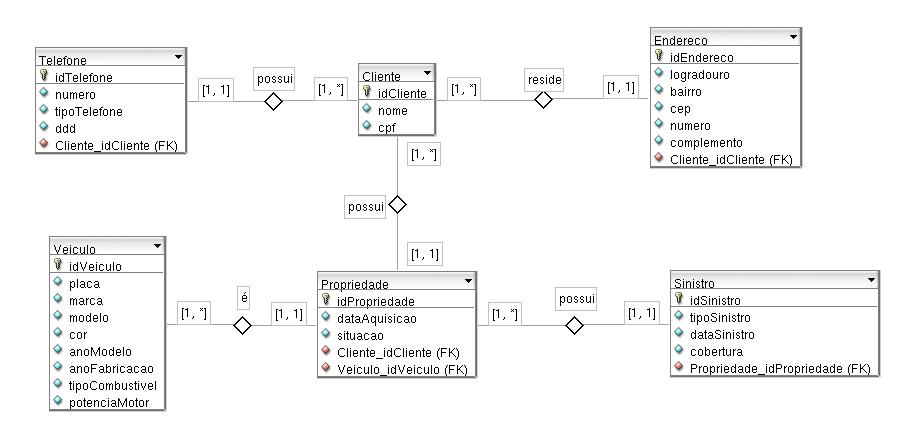 Telefone
idTelefone
numero
tipoTelefone
ddd
Cliente_idCliente (FK)
[1, 1]
possui
[1, *]
Cliente
idCliente
nome
cpf
[1, *]
reside
[1, 1]
Endereco
idEndereco
logradouro
bairro
cep
numero
complemento
Cliente_idCliente (FK)
[1, *]
possui
[1, 1]
Veiculo
idVeiculo
placa
marca
modelo
cor
anoModelo
anoFabricacao
tipoCombustivel
potenciaMotor
[1, *]
é
[1, 1]
Propriedade
idPropriedade
dataAquisicao
situacao
Cliente_idCliente (FK)
Veiculo_idVeiculo (FK)
[1, *]
possui
[1, 1]
Sinistro
idSinistro
tipoSinistro
dataSinistro
cobertura
Propriedade_idPropriedade (FK)